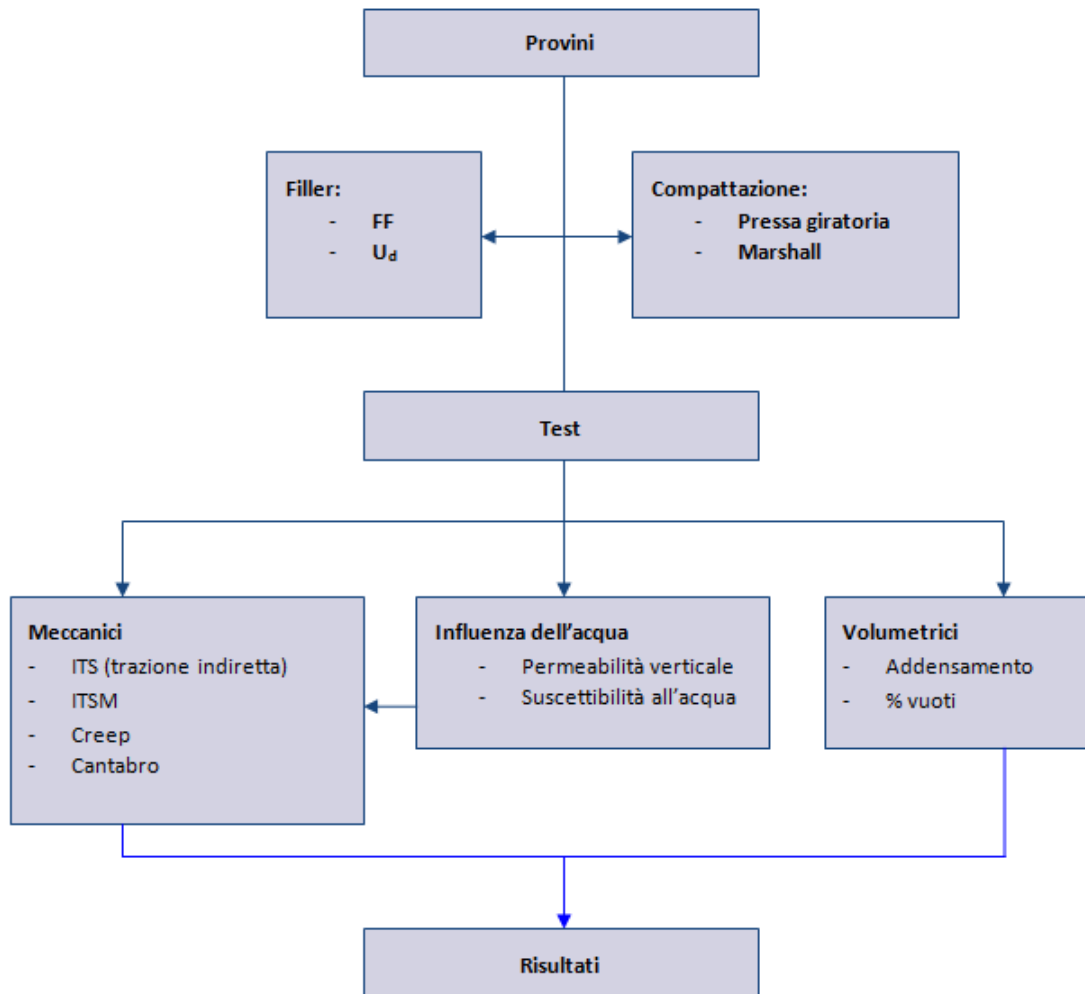 Provini
Filler:
- FF
- Ud
Compattazione:
- Pressa giratoria
- Marshall
Test
Meccanici
- ITS (trazione indiretta)
- ITSM
- Creep
- Cantabro
Influenza dell’acqua
- Permeabilità verticale
- Suscettibilità all’acqua
Volumetrici
- Addensamento
- % vuoti
Risultati